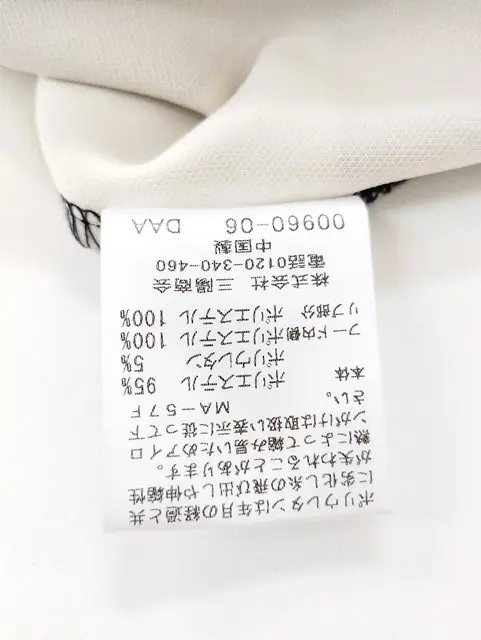 ポリウレタンは年月の経過と共
に劣化し糸の飛び出しや伸縮性
が失われることがあります。
熱によって縮み易いためアイロ
ンがけは取扱い表示に従って下
さい。
MA-57F
本体
ポリエステル 95%
ポリウレタン 5%
フード内側 ポリエステル 100%
リブ部分 ポリエステル 100%
株式会社 三陽商会
電話0120-340-460
中国製
00960-06 DAA